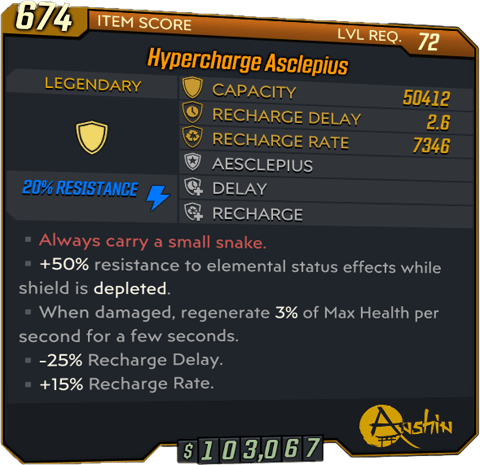 674 ITEM SCORE LVL REQ. 72
Hypercharge Asclepius
LEGENDARY
CAPACITY 50412
RECHARGE DELAY 2.6
RECHARGE RATE 7346
AESCLEPIUS
20% RESISTANCE
DELAY
RECHARGE
Always carry a small snake.
+50% resistance to elemental status effects while
shield is depleted.
When damaged, regenerate 3% of Max Health per
second for a few seconds.
-25% Recharge Delay.
+15% Recharge Rate.
Anshin
$ 103,067